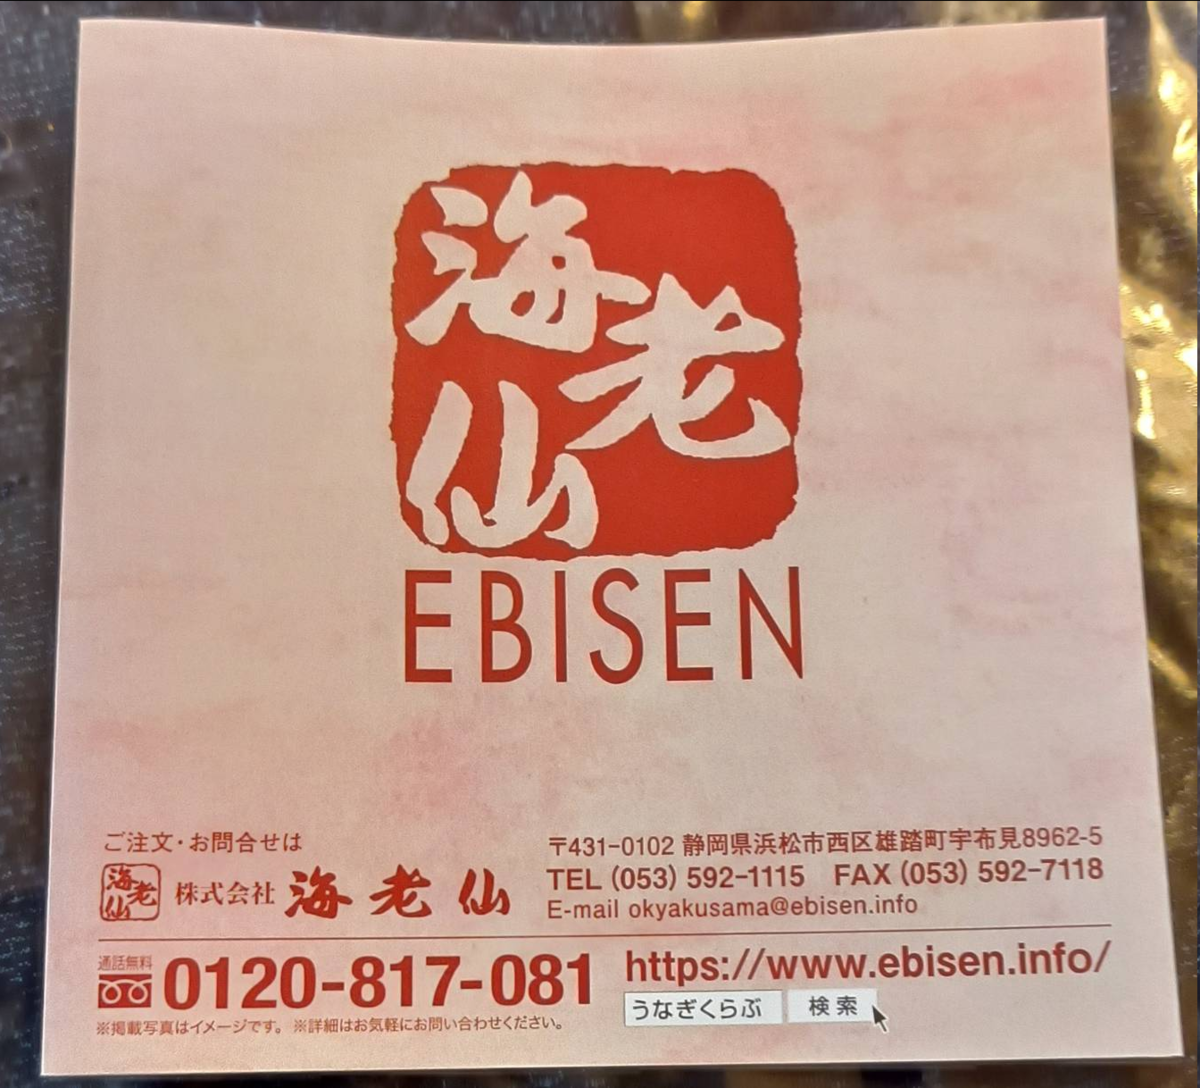 海老仙
EBISEN
ご注文・お問合せは
海老仙 株式会社 海老仙
〒431-0102 静岡県浜松市西区雄踏町宇布見8962-5
TEL (053) 592-1115 FAX (053) 592-7118
E-mail okyakusama@ebisen.info
通話無料
0120-817-081
※掲載写真はイメージです。 ※詳細はお気軽にお問い合わせください。
https://www.ebisen.info/
うなぎくらぶ 検索